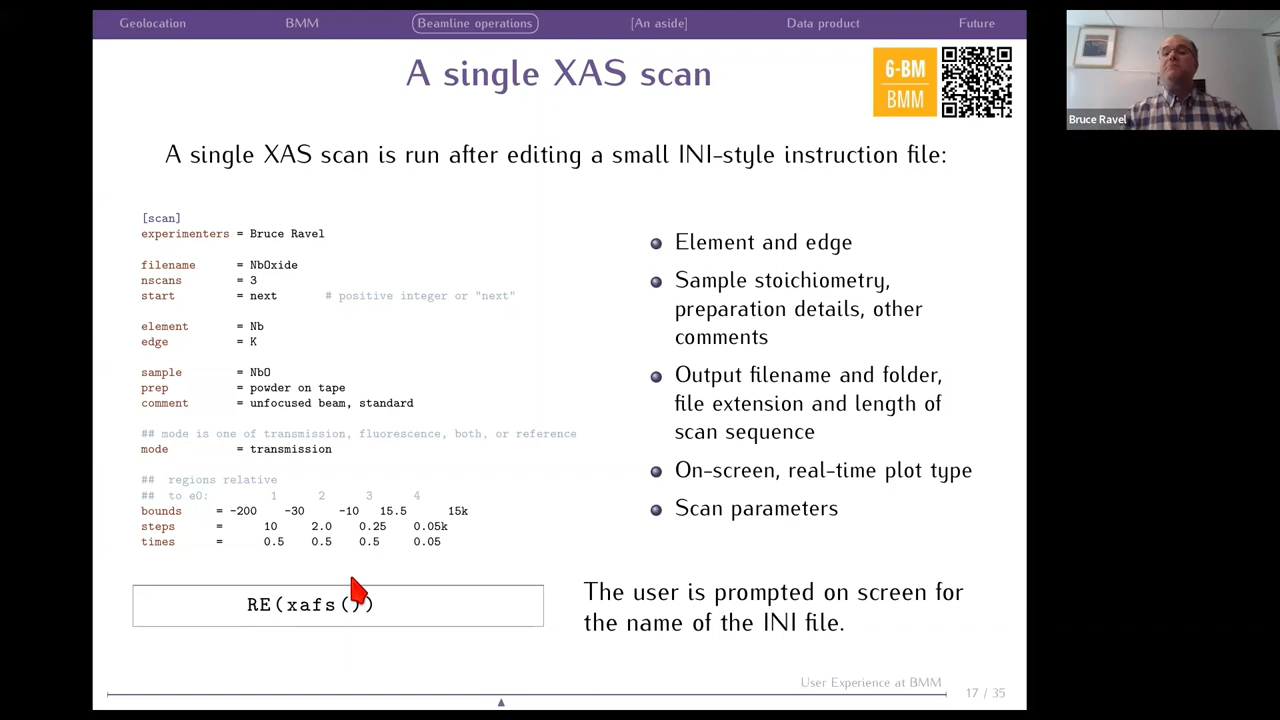 Geolocation BMM Beamline operations [An aside] Data product Future
A single XAS scan
6-BM
BMM
Bruce Ravel
A single XAS scan is run after editing a small INI-style instruction file:
[scan]
experimenters = Bruce Ravel
filename = NbOxide
nscans = 3
start = next # positive integer or "next"
element = Nb
edge = K
sample = NbO
prep = powder on tape
comment = unfocused beam, standard
## mode is one of transmission, fluorescence, both, or reference
mode = transmission
## regions relative
## to e0: 1 2 3 4
bounds = -200 -30 -10 15.5 15k
steps = 10 2.0 0.25 0.05k
times = 0.5 0.5 0.5 0.05
Element and edge
Sample stoichiometry,
preparation details, other
comments
Output filename and folder,
file extension and length of
scan sequence
On-screen, real-time plot type
Scan parameters
RE(xafs())
The user is prompted on screen for
the name of the INI file.
User Experience at BMM
17 / 35